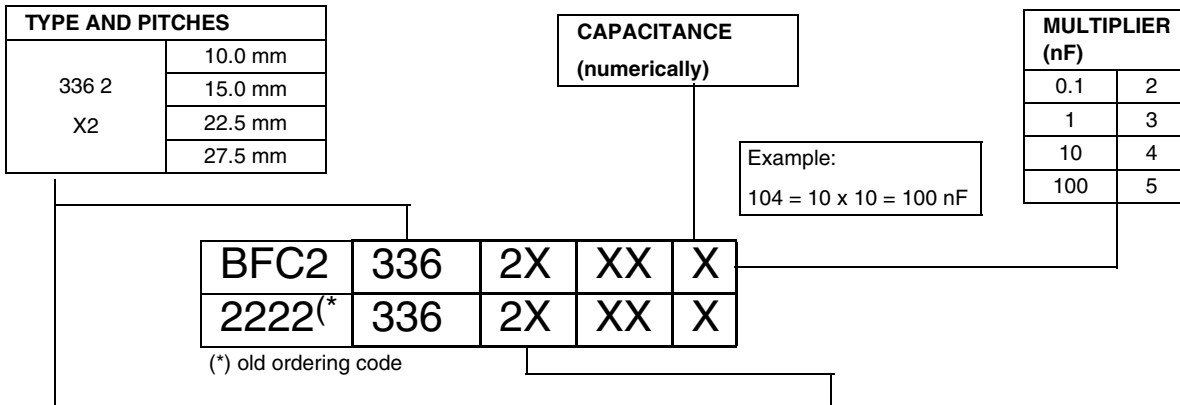 TYPE AND PITCHES
336 2
X2
10.0 mm
15.0 mm
22.5 mm
27.5 mm
CAPACITANCE
(numerically)
MULTIPLIER
(nF)
0.1 2
1 3
10 4
100 5
Example:
104 = 10 x 10 = 100 nF
BFC2 336 2X XX X
2222(* 336 2X XX X
(*) old ordering code